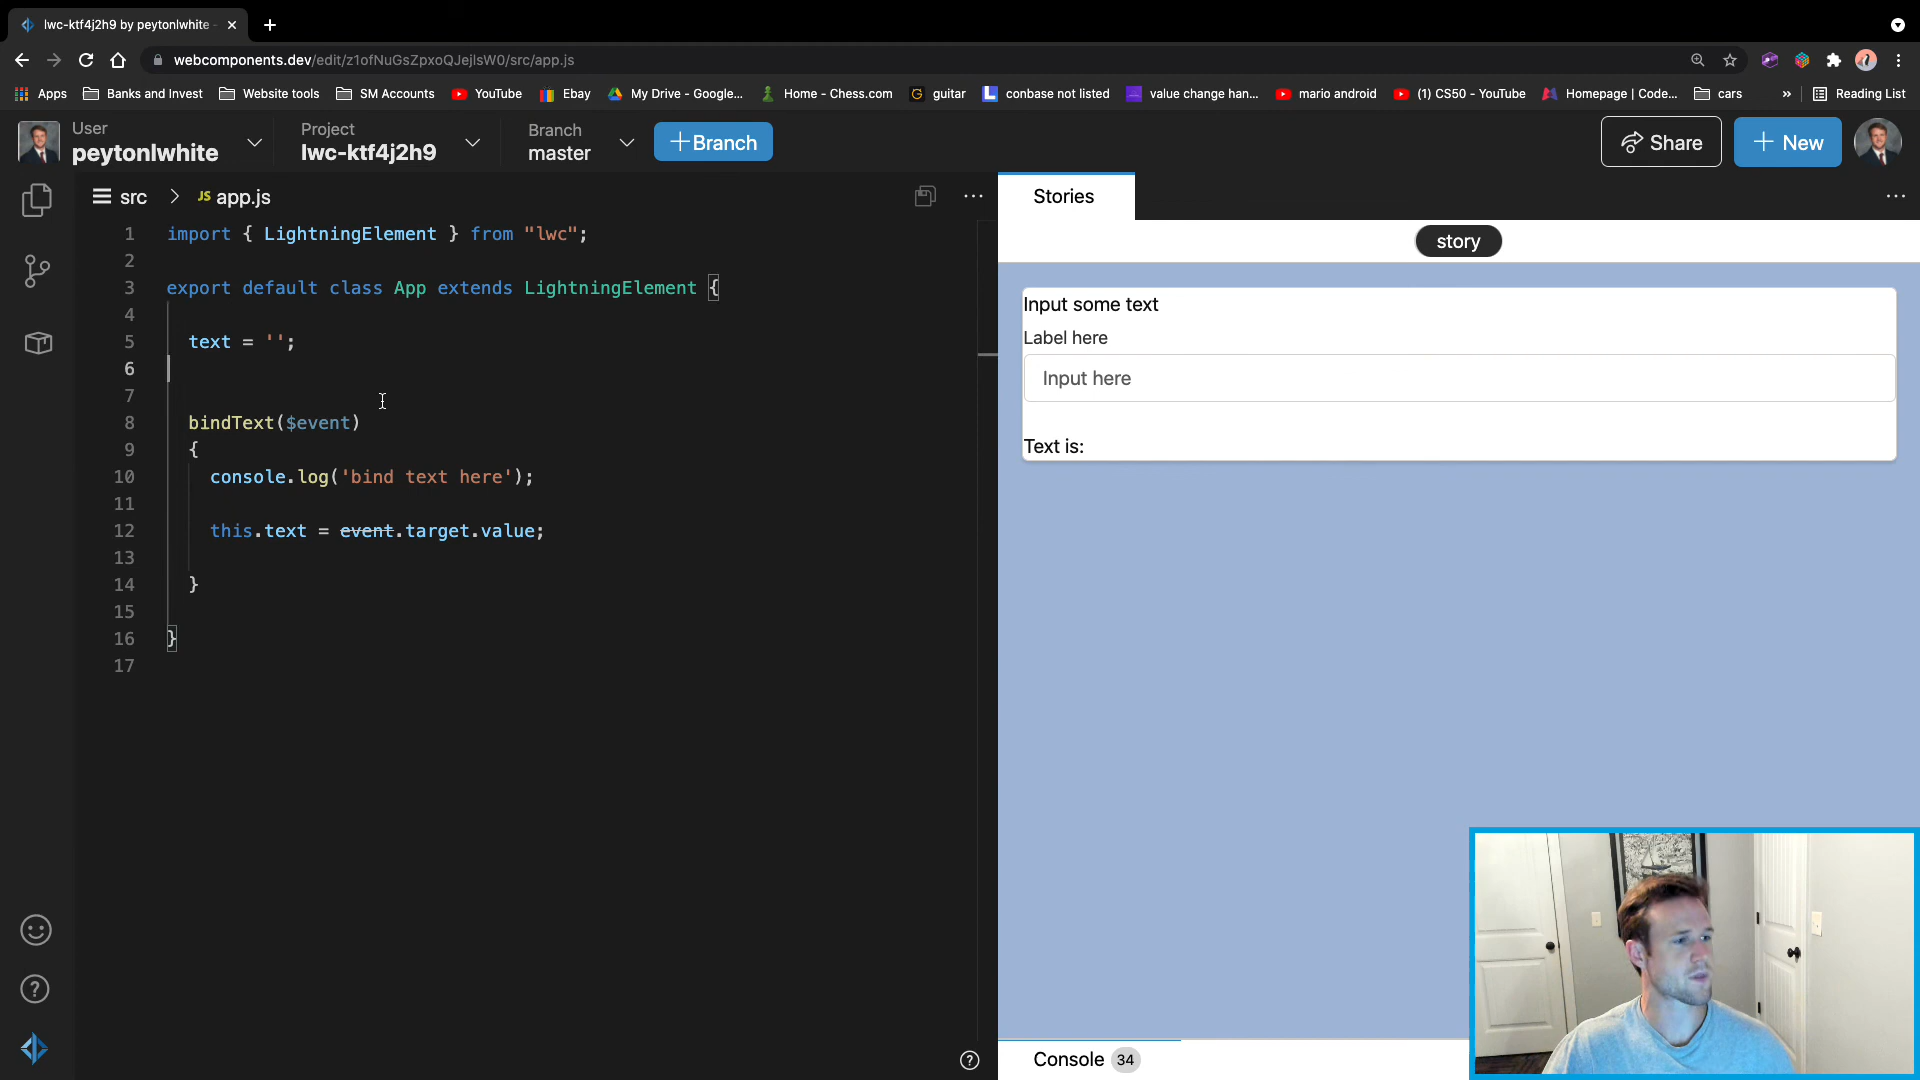 lwc-ktf4j2h9 by peytonlwhite -
webcomponents.dev/edit/z1ofNuGsZpxoQJejlsW0/src/app.js
Apps Banks and Invest Website tools SM Accounts YouTube Ebay My Drive - Google... Home - Chess.com guitar conbase not listed value change han... mario android (1) CS50 - YouTube Homepage | Code... cars » Reading List
User
peytonlwhite
Project
lwc-ktf4j2h9
Branch
master
+Branch
Share
+ New
src > JS app.js
Stories
story
1 import { LightningElement } from "lwc";
2
3 export default class App extends LightningElement {
4
5 text = '';
6
7
8 bindText($event)
9 {
10 console.log('bind text here');
11
12 this.text = event.target.value;
13
14 }
15
16 }
17
Input some text
Label here
Input here
Text is:
Console 34